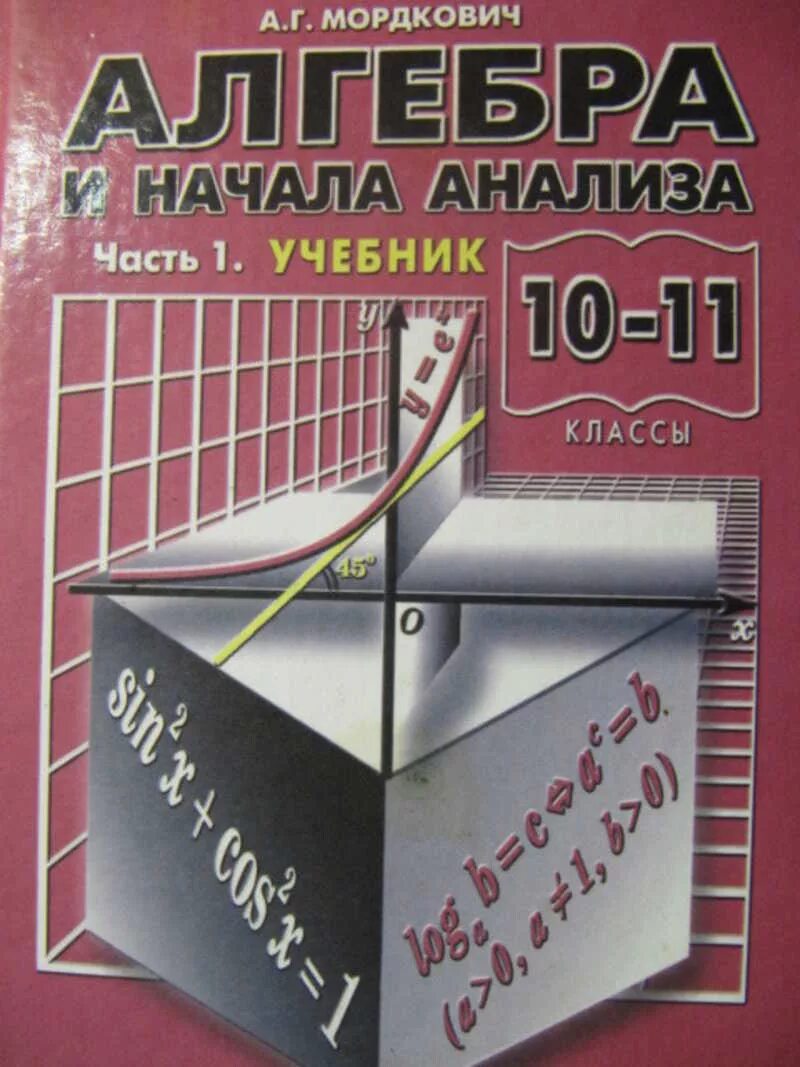 А.Г. МОРДКОВИЧ
АЛГЕБРА
И НАЧАЛА АНАЛИЗА
Часть 1. УЧЕБНИК
10-11
КЛАССЫ
y
y = eˣ
45°
O
x
sin²x + cos²x = 1
logₐ b = c ⇔ aᶜ = b
(a>0, a≠1, b>0)